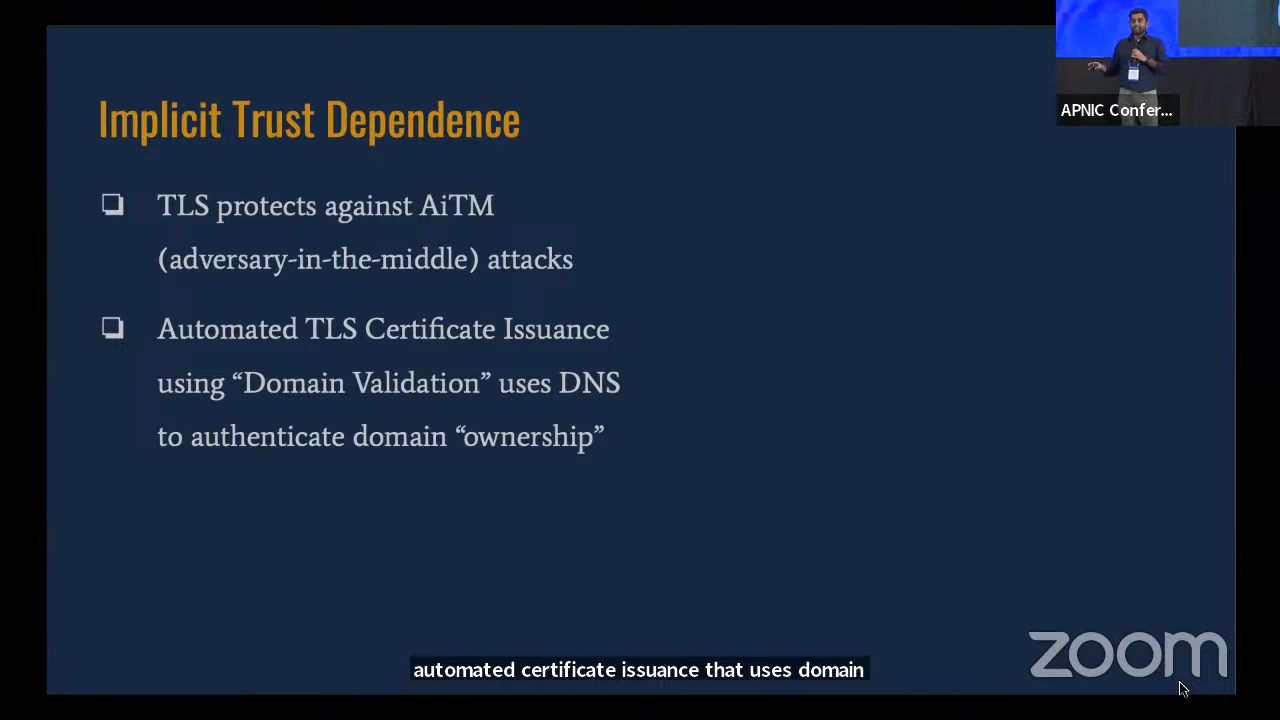 Implicit Trust Dependence
❏ TLS protects against AiTM
(adversary-in-the-middle) attacks
❏ Automated TLS Certificate Issuance
using “Domain Validation” uses DNS
to authenticate domain “ownership”
APNIC Confer...
automated certificate issuance that uses domain
zoom